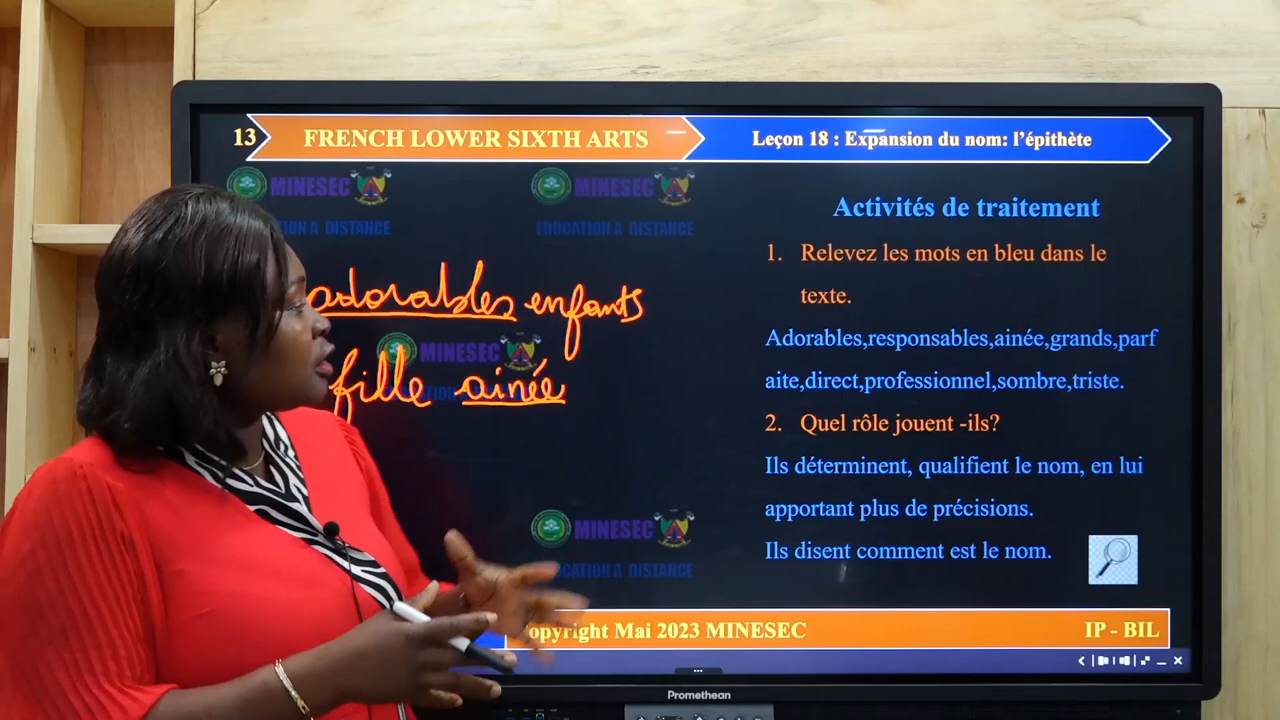 13
FRENCH LOWER SIXTH ARTS
Leçon 18 : Expansion du nom: l’épithète
MINESEC
MINESEC
EDUCATION A DISTANCE
adorables enfants
MINESEC
fille ainée
MINESEC
Activités de traitement
1. Relevez les mots en bleu dans le
texte.
Adorables,responsables,ainée,grands,parf
aite,direct,professionnel,sombre,triste.
2. Quel rôle jouent -ils?
Ils déterminent, qualifient le nom, en lui
apportant plus de précisions.
Ils disent comment est le nom.
opyright Mai 2023 MINESEC
IP - BIL
Promethean